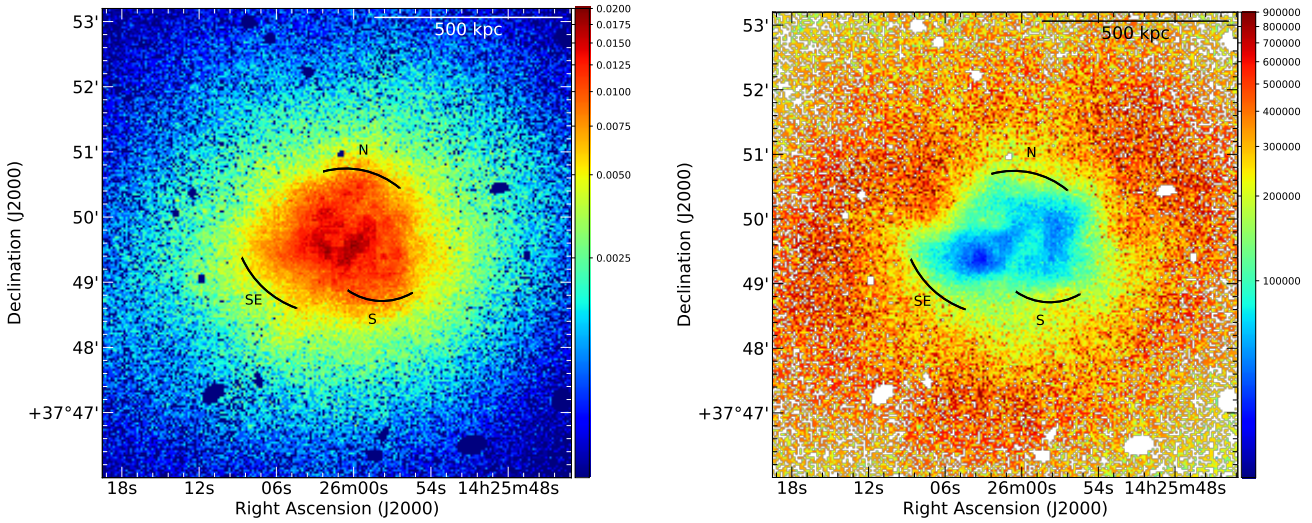 53'
52'
51'
50'
49'
48'
+37°47'
Declination (J2000)
500 kpc
N
SE
S
18s 12s 06s 26m00s 54s 14h25m48s
Right Ascension (J2000)
0.0200
0.0175
0.0150
0.0125
0.0100
0.0075
0.0050
0.0025
53'
52'
51'
50'
49'
48'
+37°47'
Declination (J2000)
500 kpc
N
SE
S
18s 12s 06s 26m00s 54s 14h25m48s
Right Ascension (J2000)
900000
800000
700000
600000
500000
400000
300000
200000
100000